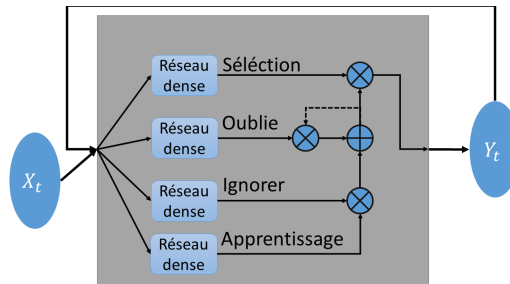 Réseau
dense
Séléction
Réseau
dense
Oublie
X_t
Y_t
Réseau
dense
Ignorer
Réseau
dense
Apprentissage